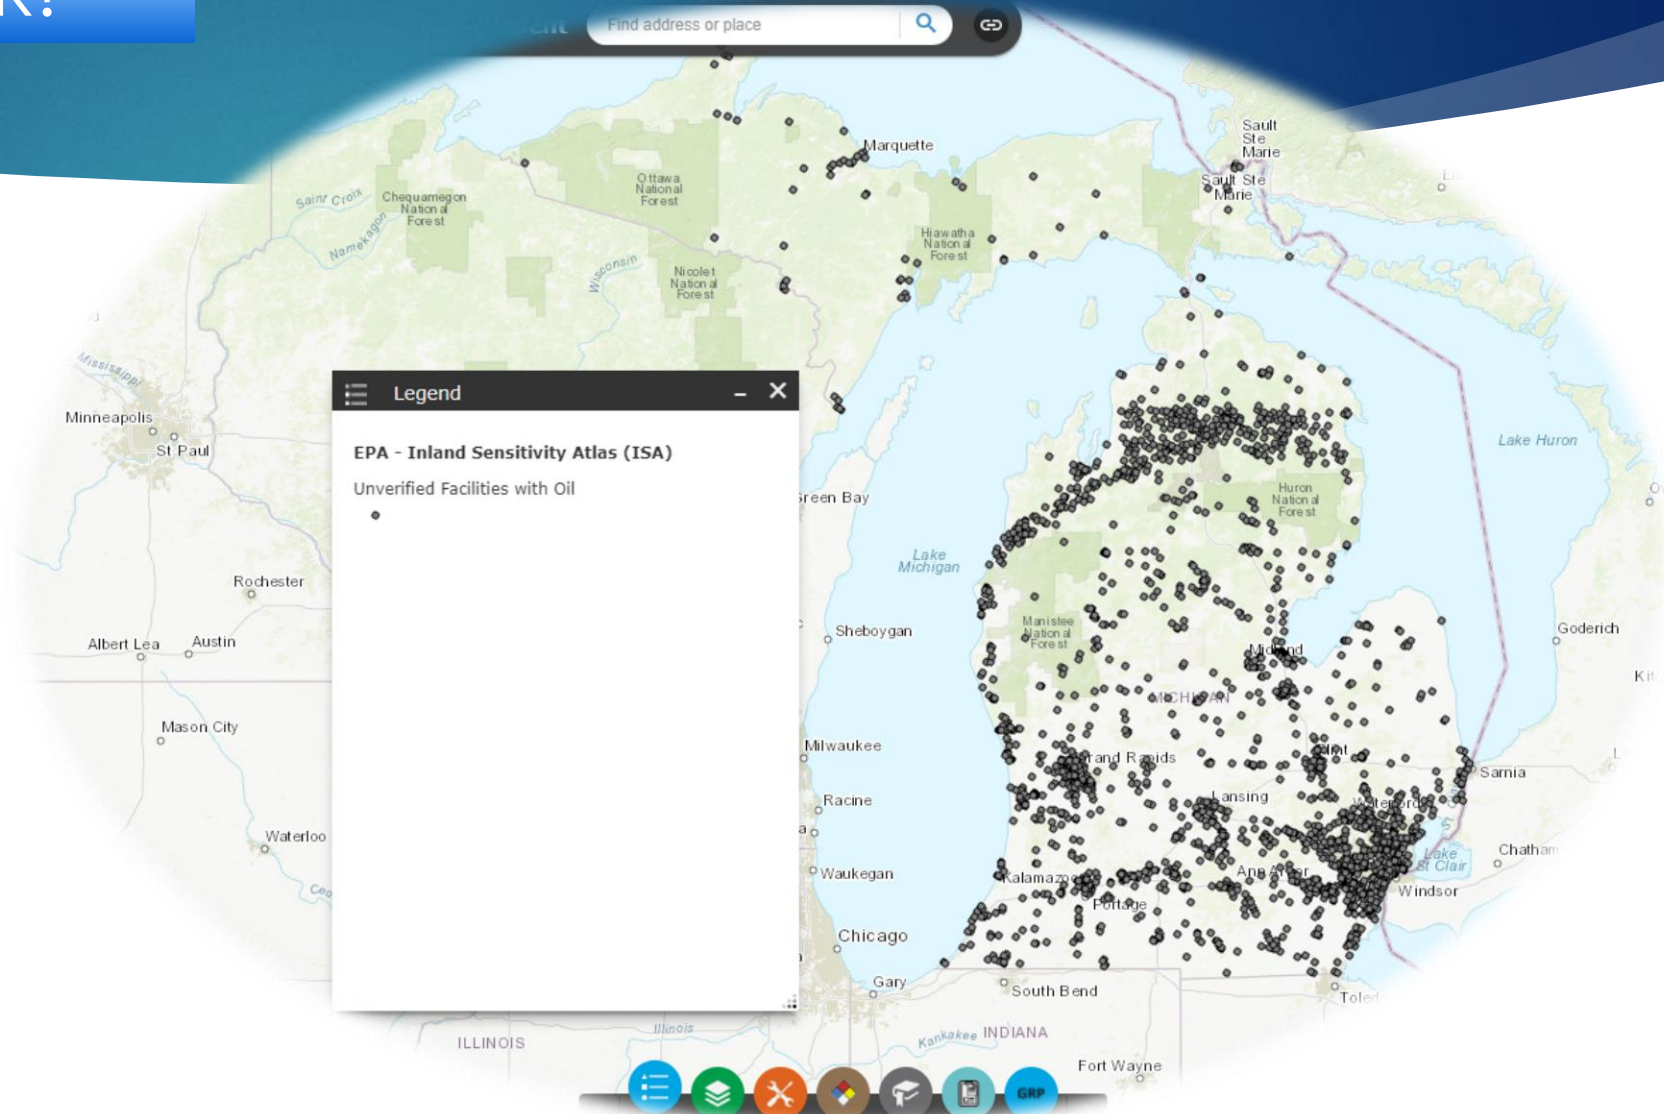 Find address or place
Sault
Ste
Marie
Marquette
Sault Ste
Marie
Ottawa
National
Forest
Saint Croix
Chequamegon
National
Forest
Namekagon
Hiawatha
National
Forest
Wisconsin
Nicolet
National
Forest
Mississippi
Minneapolis
St Paul
Legend
EPA - Inland Sensitivity Atlas (ISA)
Unverified Facilities with Oil
Green Bay
Lake Huron
Huron
National
Forest
Lake
Michigan
Rochester
Albert Lea
Austin
Sheboygan
Manistee
National
Forest
Midland
Goderich
MICHIGAN
Mason City
Milwaukee
Grand Rapids
Flint
Sarnia
Racine
Lansing
Waterford
Waterloo
Lake
St Clair
Chatham
Waukegan
Kalamazoo
Ann Arbor
Windsor
Portage
Chicago
Gary
South Bend
Illinois
Kankakee
INDIANA
ILLINOIS
Fort Wayne
GRP